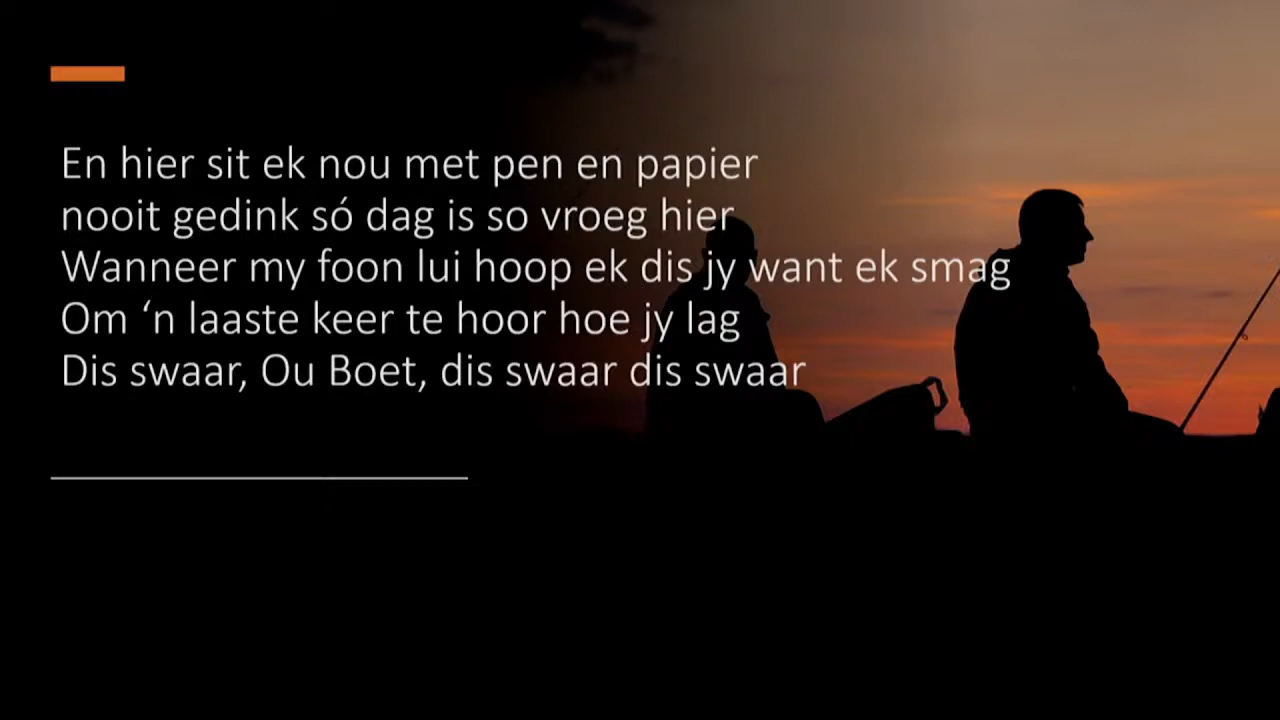 En hier sit ek nou met pen en papier
nooit gedink só dag is so vroeg hier
Wanneer my foon lui hoop ek dis jy want ek smag
Om ‘n laaste keer te hoor hoe jy lag
Dis swaar, Ou Boet, dis swaar dis swaar